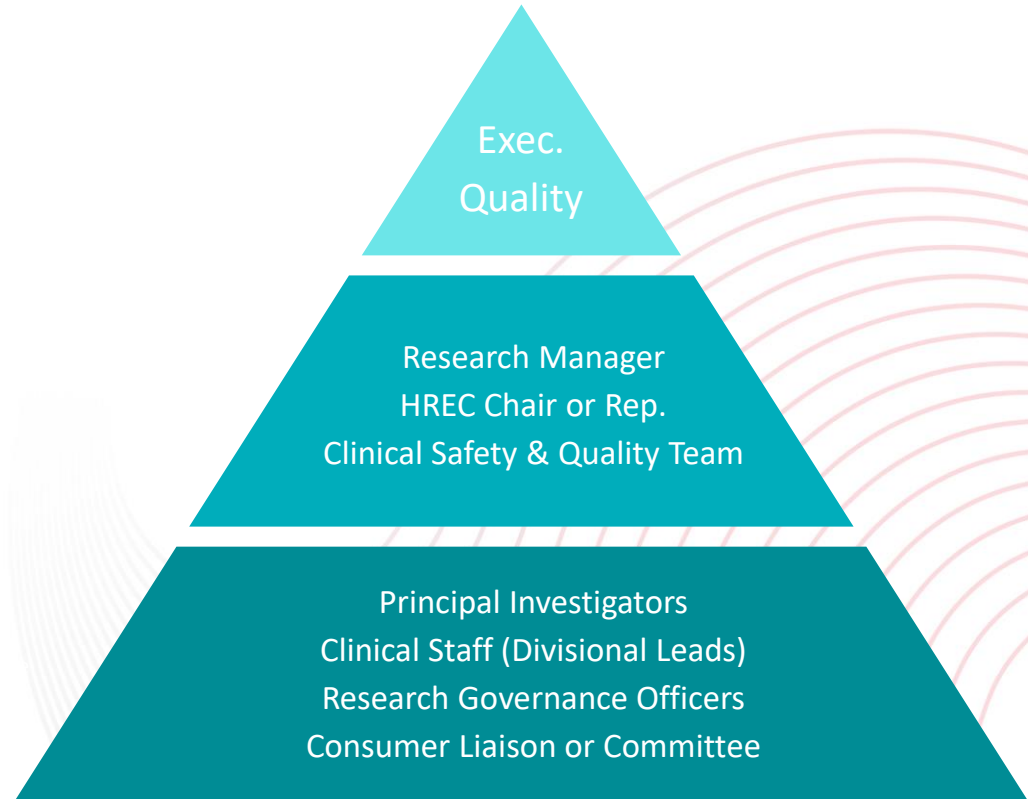 Exec.
Quality
Research Manager
HREC Chair or Rep.
Clinical Safety & Quality Team
Principal Investigators
Clinical Staff (Divisional Leads)
Research Governance Officers
Consumer Liaison or Committee